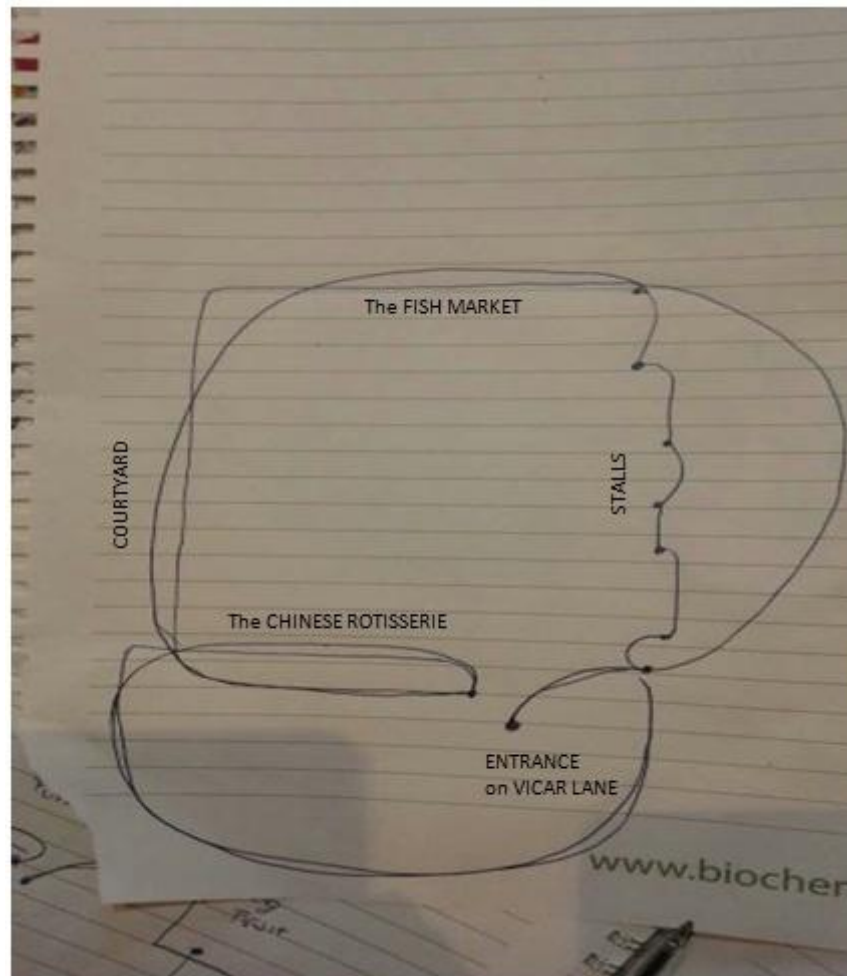 The FISH MARKET
COURTYARD
STALLS
The CHINESE ROTISSERIE
ENTRANCE
on VICAR LANE
www.biocher